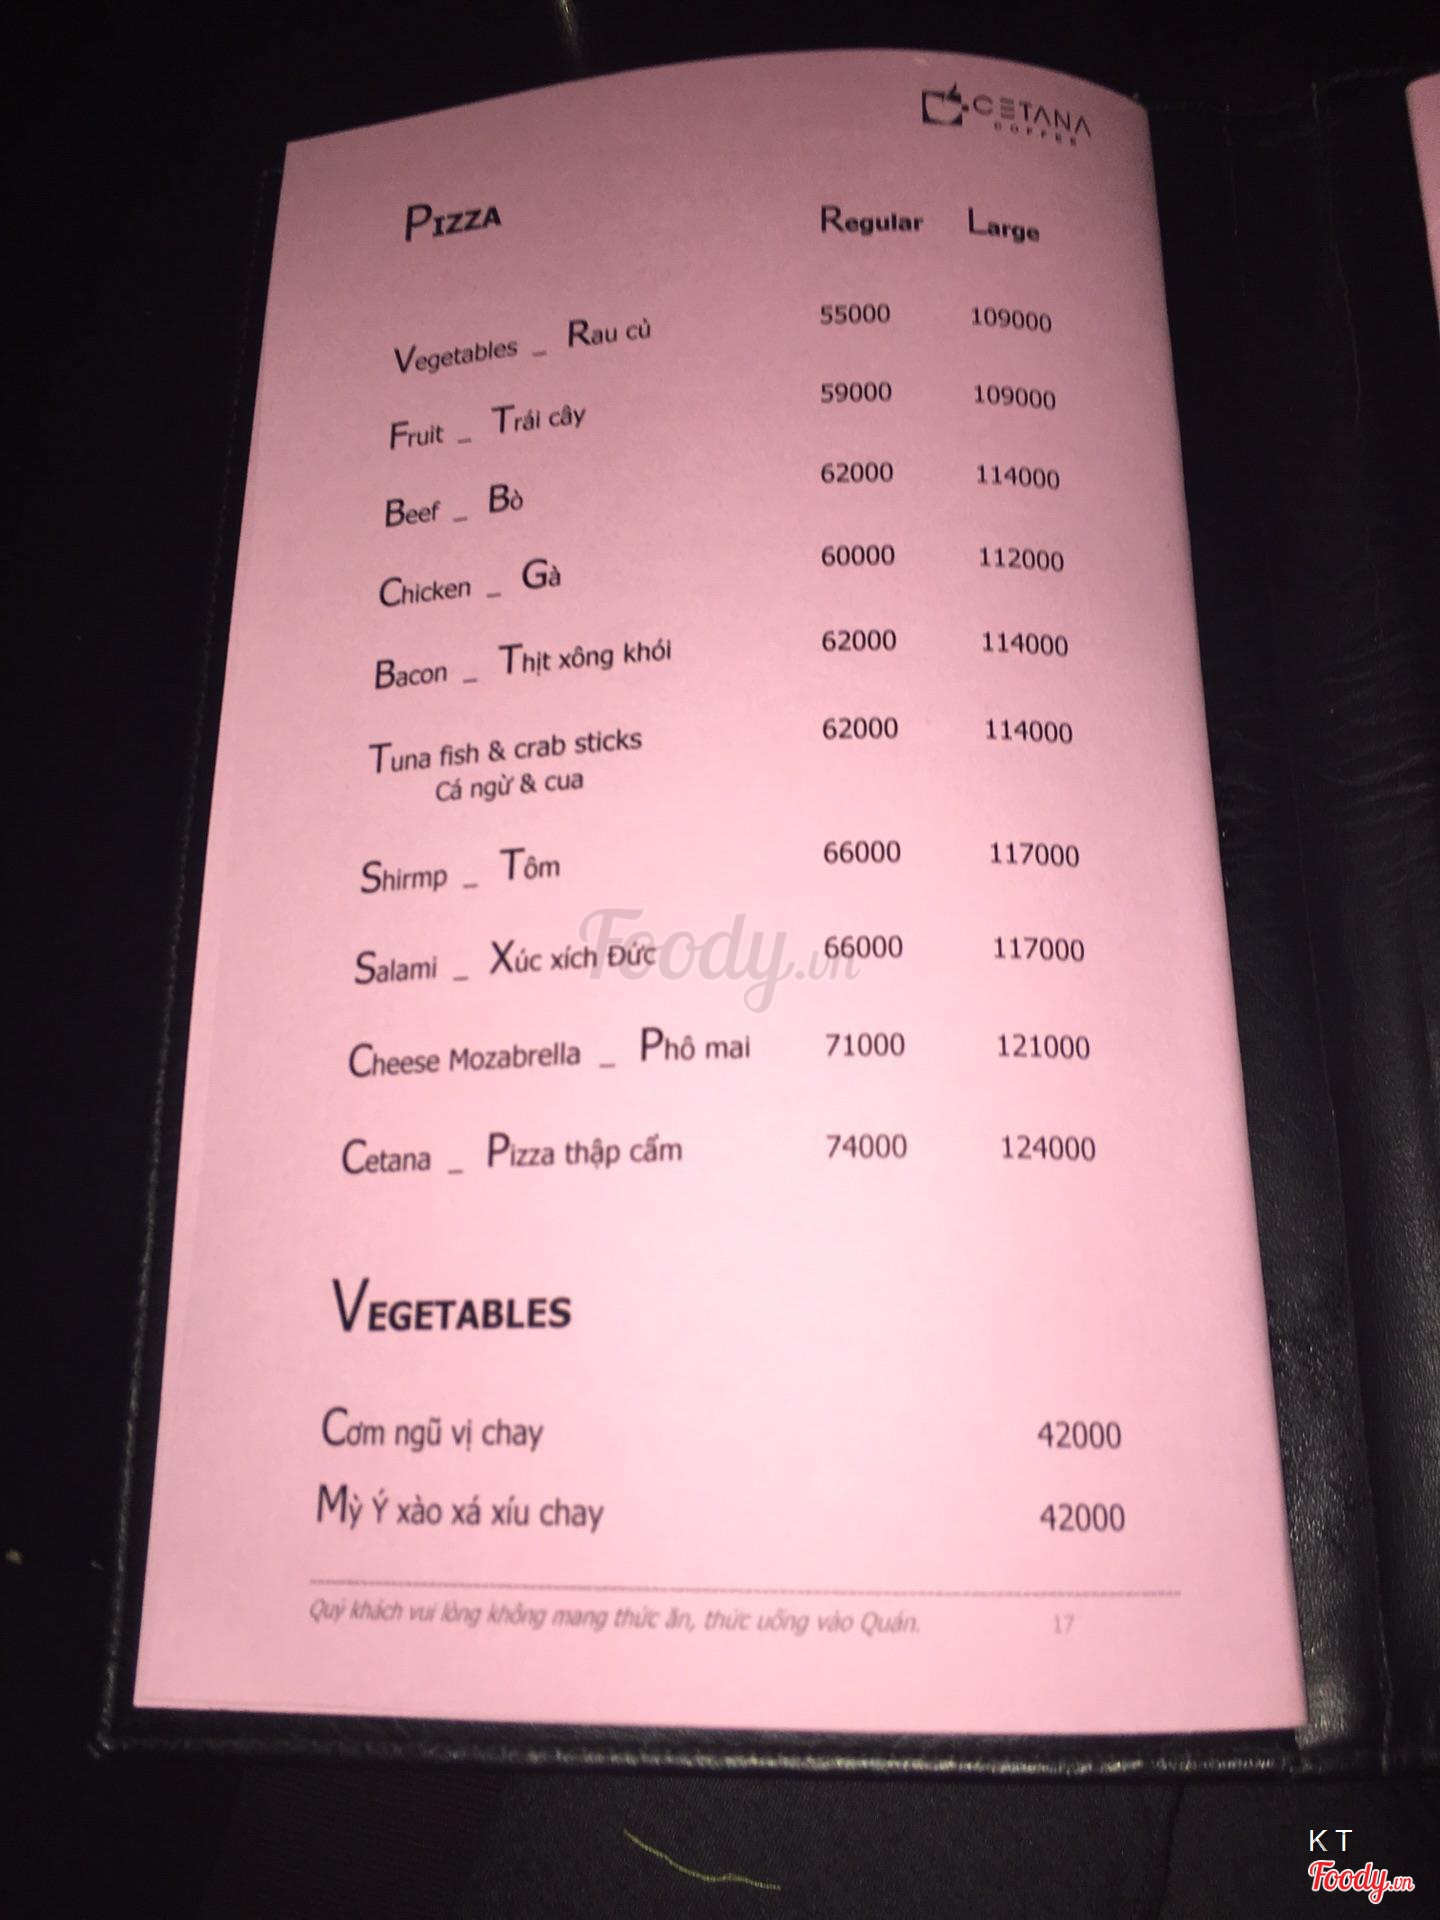 CETANA
COFFEE
PIZZA Regular Large
Vegetables _ Rau củ 55000 109000
Fruit _ Trái cây 59000 109000
Beef _ Bò 62000 114000
Chicken _ Gà 60000 112000
Bacon _ Thịt xông khói 62000 114000
Tuna fish & crab sticks 62000 114000
Cá ngừ & cua
Shirmp _ Tôm 66000 117000
Salami _ Xúc xích Đức 66000 117000
Foody.vn
Cheese Mozabrella _ Phô mai 71000 121000
Cetana _ Pizza thập cẩm 74000 124000
VEGETABLES
Cơm ngũ vị chay 42000
Mỳ Ý xào xá xíu chay 42000
Quý khách vui lòng không mang thức ăn, thức uống vào Quán. 17
K T
Foody.vn